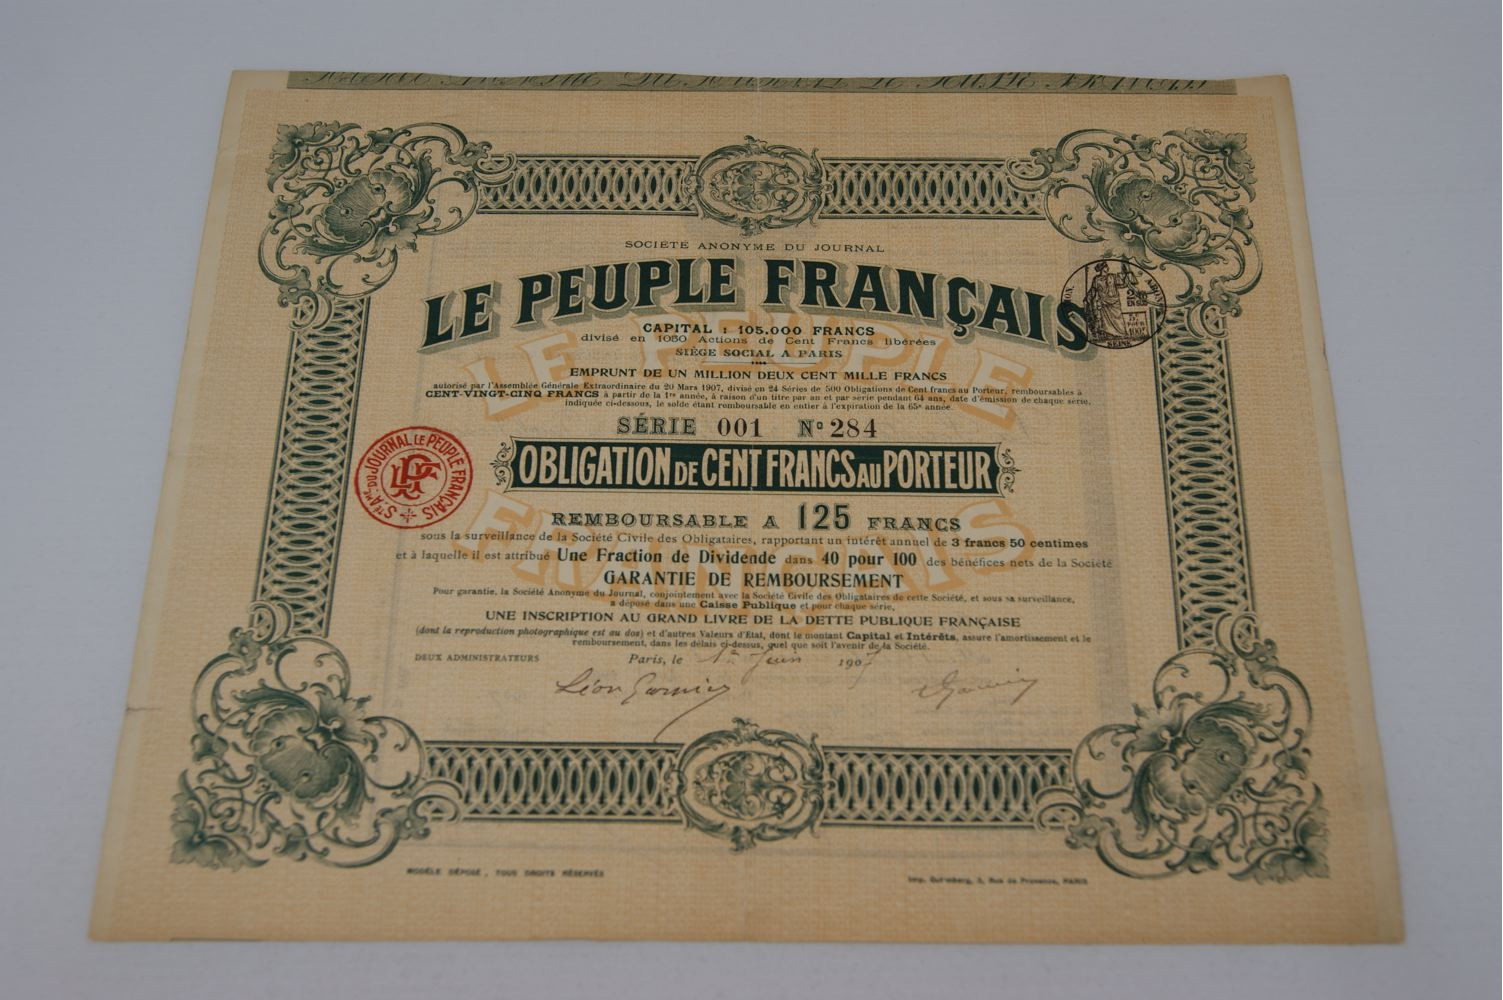 SOCIÉTÉ ANONYME DU JOURNAL
LE PEUPLE FRANÇAIS
CAPITAL : 105.000 FRANCS
divisé en 1050 Actions de Cent Francs libérées
SIÈGE SOCIAL A PARIS
EMPRUNT DE UN MILLION DEUX CENT MILLE FRANCS
autorisé par l'Assemblée Générale Extraordinaire du 20 Mars 1907, divisé en 24 Séries de 500 Obligations de Cent francs au Porteur, remboursables à
CENT-VINGT-CINQ FRANCS à partir de la 1re année, à raison d'un titre par an et par série pendant 64 ans, date d'émission de chaque série,
indiquée ci-dessous, le solde étant remboursable en entier à l'expiration de la 65e année.
SÉRIE 001 No 284
OBLIGATION DE CENT FRANCS AU PORTEUR
REMBOURSABLE A 125 FRANCS
sous la surveillance de la Société Civile des Obligataires, rapportant un intérêt annuel de 3 francs 50 centimes
et à laquelle il est attribué Une Fraction de Dividende dans 40 pour 100 des bénéfices nets de la Société
GARANTIE DE REMBOURSEMENT
Pour garantie, la Société Anonyme du Journal, conjointement avec la Société Civile des Obligataires de cette Société, et sous sa surveillance,
a déposé dans une Caisse Publique et pour chaque série,
UNE INSCRIPTION AU GRAND LIVRE DE LA DETTE PUBLIQUE FRANÇAISE
(dont la reproduction photographique est au dos) et d'autres Valeurs d'État, dont le montant Capital et Intérêts, assure l'amortissement et le
remboursement, dans les délais ci-dessus, quel que soit l'avenir de la Société.
DEUX ADMINISTRATEURS Paris, le 1er Juin 1907
Léon Garnier
LE PEUPLE
FRANÇAIS
STÉ AME DU JOURNAL LE PEUPLE FRANÇAIS
LPF
SEINE
MODÈLE DÉPOSÉ, TOUS DROITS RÉSERVÉS
Imp. Gutenberg, 5, Rue de Provence, PARIS